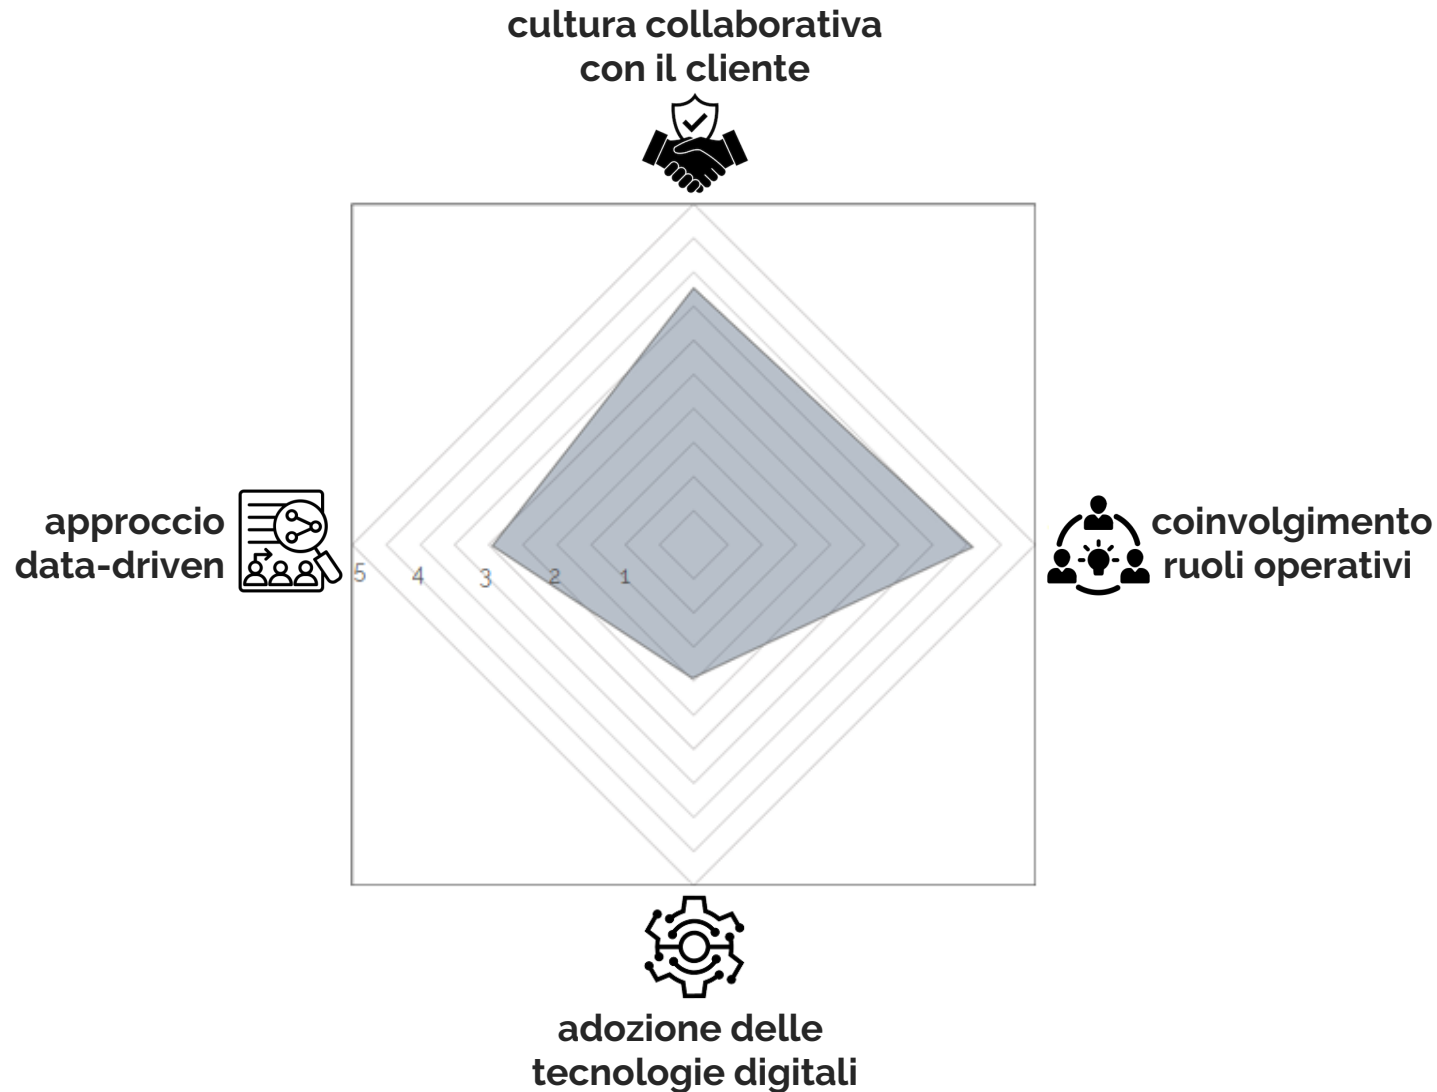 cultura collaborativa
con il cliente
approccio
data-driven
5 4 3 2 1
coinvolgimento
ruoli operativi
adozione delle
tecnologie digitali